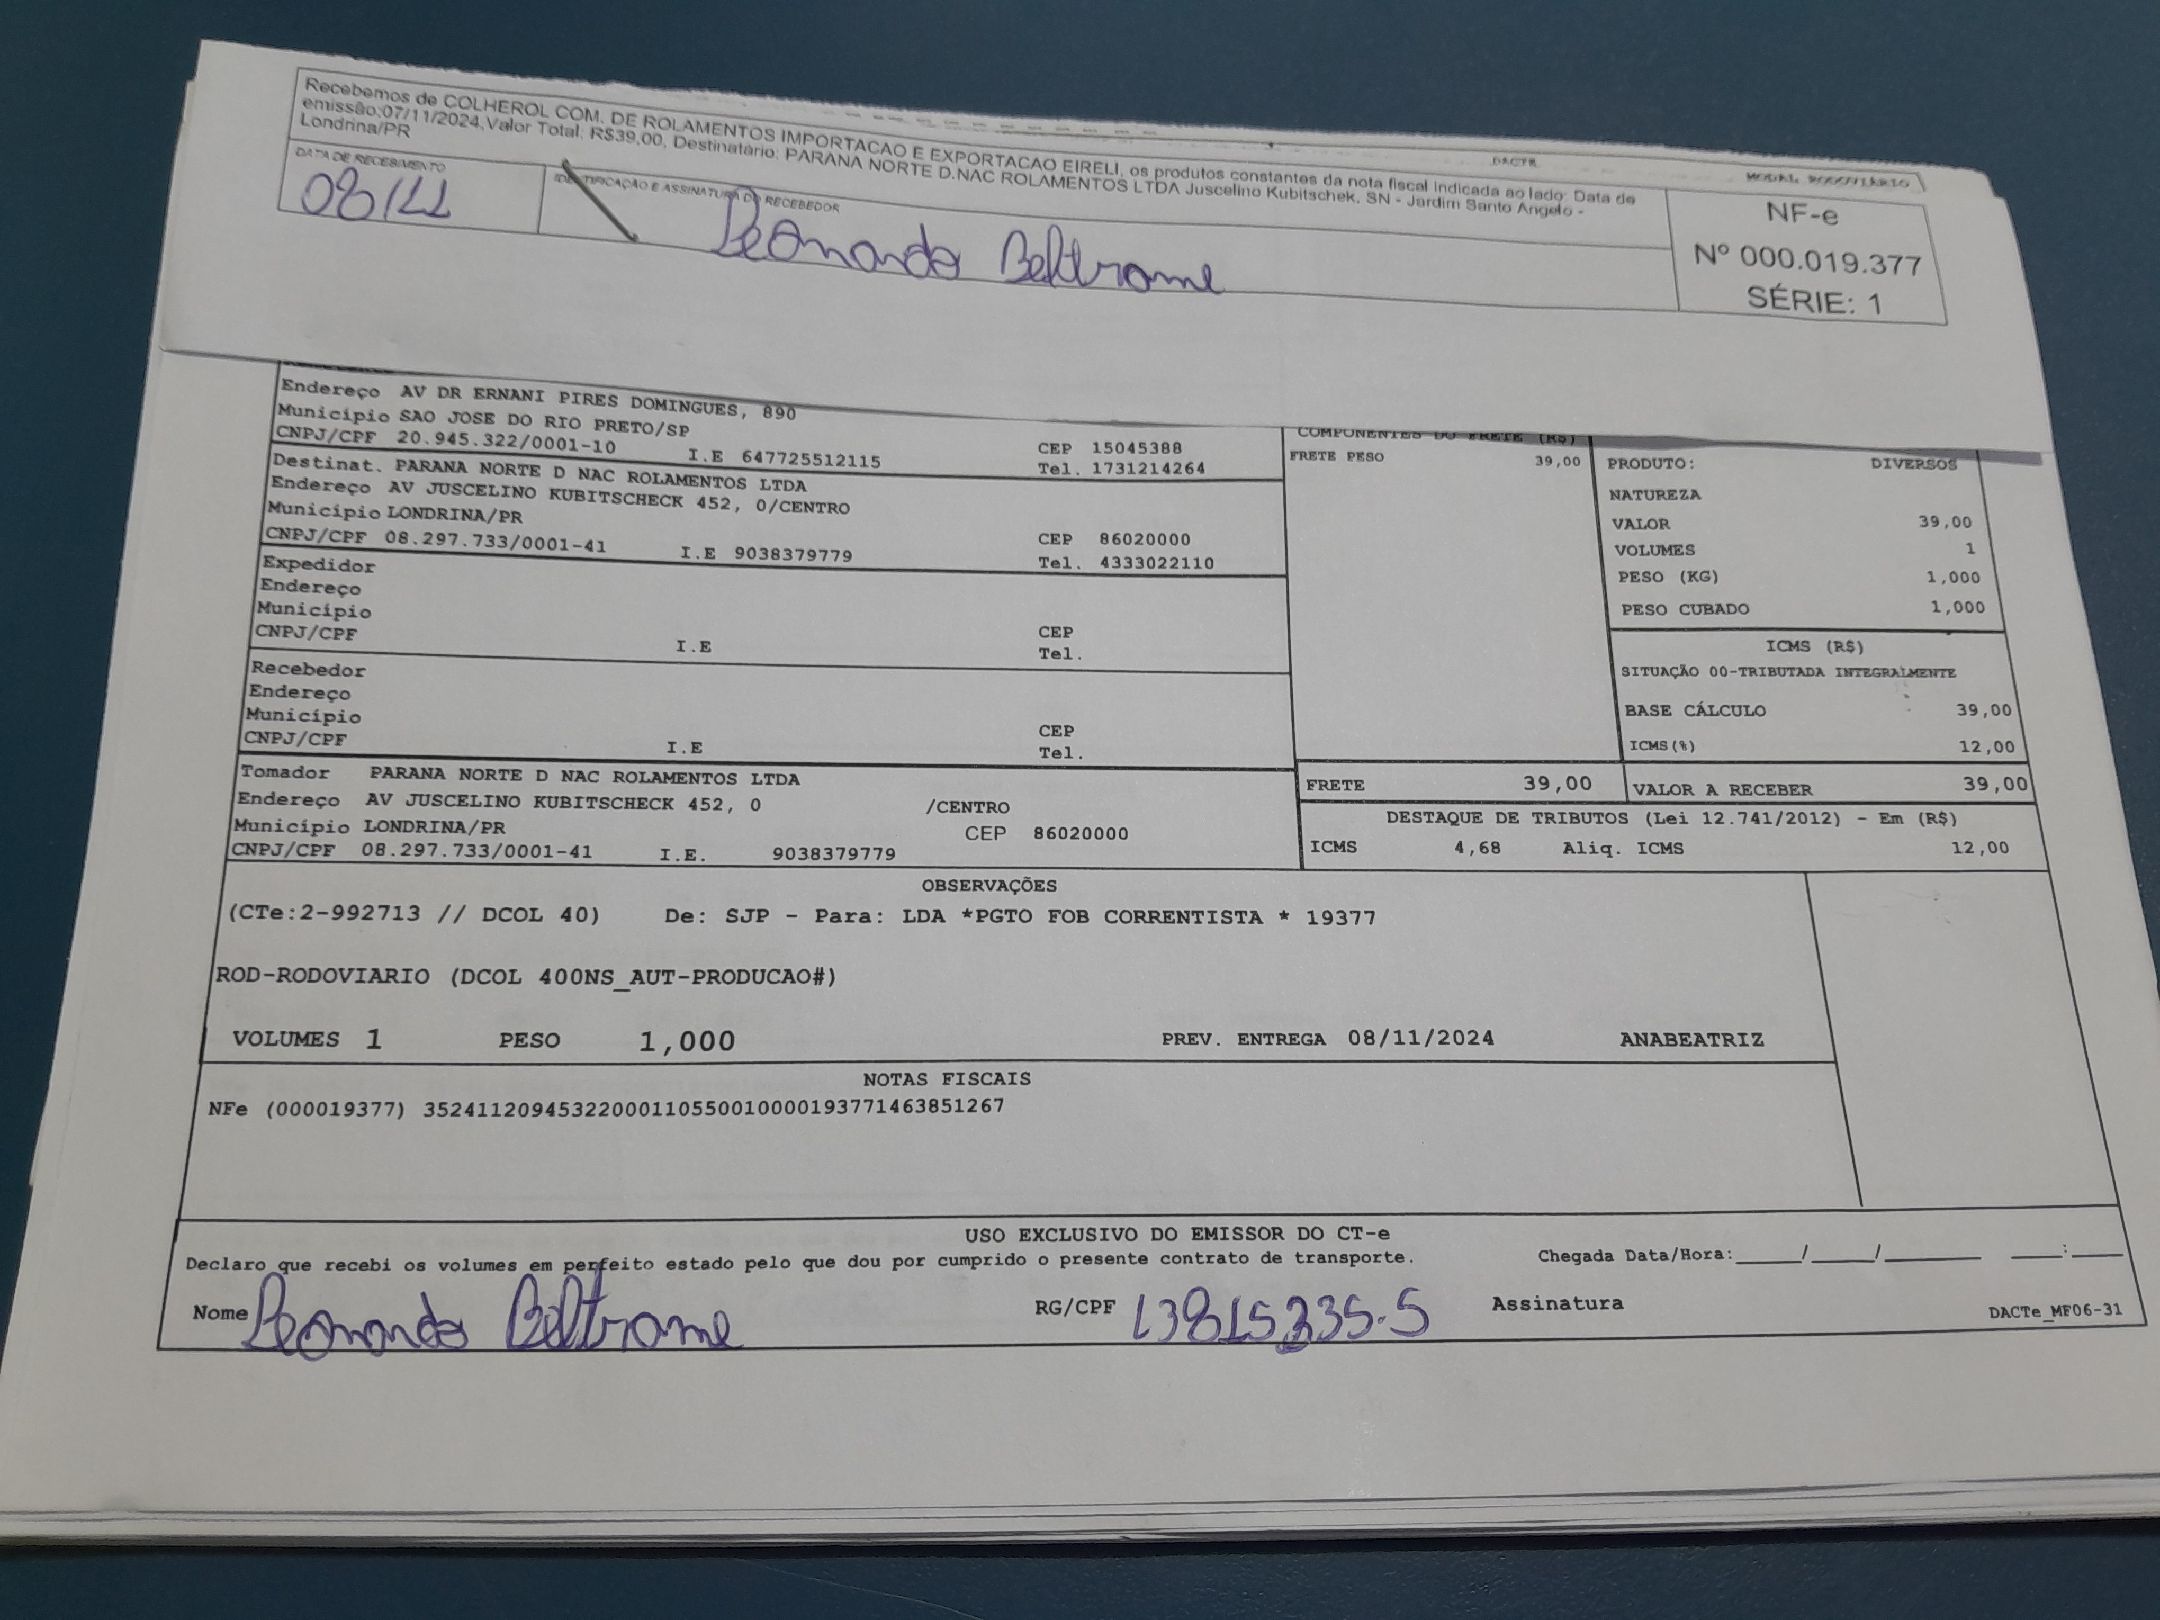 Recebemos de COLHEROL COM. DE ROLAMENTOS IMPORTACAO E EXPORTACAO EIRELI, os produtos constantes da nota fiscal indicada ao lado: Data de
emissão:07/11/2024,Valor Total: R$39,00, Destinatário: PARANA NORTE D.NAC ROLAMENTOS LTDA Juscelino Kubitschek, SN - Jardim Santo Angelo -
Londrina/PR
DACTE
MODAL RODOVIÁRIO
DATA DE RECEBIMENTO
08/11
IDENTIFICAÇÃO E ASSINATURA DO RECEBEDOR
Leonardo Beltrame
NF-e
Nº 000.019.377
SÉRIE: 1
Endereço AV DR ERNANI PIRES DOMINGUES, 890
Município SAO JOSE DO RIO PRETO/SP
CNPJ/CPF 20.945.322/0001-10 I.E 647725512115
CEP 15045388
Tel. 1731214264
Destinat. PARANA NORTE D NAC ROLAMENTOS LTDA
Endereço AV JUSCELINO KUBITSCHECK 452, 0/CENTRO
Município LONDRINA/PR
CNPJ/CPF 08.297.733/0001-41 I.E 9038379779
CEP 86020000
Tel. 4333022110
Expedidor
Endereço
Município
CNPJ/CPF I.E
CEP
Tel.
Recebedor
Endereço
Município
CNPJ/CPF I.E
CEP
Tel.
Tomador PARANA NORTE D NAC ROLAMENTOS LTDA
Endereço AV JUSCELINO KUBITSCHECK 452, 0 /CENTRO
Município LONDRINA/PR CEP 86020000
CNPJ/CPF 08.297.733/0001-41 I.E. 9038379779
COMPONENTES DO FRETE (R$)
FRETE PESO 39,00
PRODUTO: DIVERSOS
NATUREZA
VALOR 39,00
VOLUMES 1
PESO (KG) 1,000
PESO CUBADO 1,000
ICMS (R$)
SITUAÇÃO 00-TRIBUTADA INTEGRALMENTE
BASE CÁLCULO 39,00
ICMS(%) 12,00
FRETE 39,00 VALOR A RECEBER 39,00
DESTAQUE DE TRIBUTOS (Lei 12.741/2012) - Em (R$)
ICMS 4,68 Aliq. ICMS 12,00
OBSERVAÇÕES
(CTe:2-992713 // DCOL 40) De: SJP - Para: LDA *PGTO FOB CORRENTISTA * 19377
ROD-RODOVIARIO (DCOL 400NS_AUT-PRODUCAO#)
VOLUMES 1 PESO 1,000 PREV. ENTREGA 08/11/2024 ANABEATRIZ
NOTAS FISCAIS
NFe (000019377) 35241120945322000110550010000193771463851267
USO EXCLUSIVO DO EMISSOR DO CT-e
Declaro que recebi os volumes em perfeito estado pelo que dou por cumprido o presente contrato de transporte. Chegada Data/Hora:____/____/______ ___:___
Nome Leonardo Beltrame RG/CPF 13815335-5 Assinatura
DACTe_MF06-31